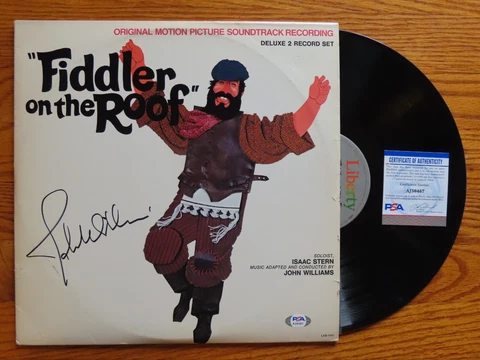 ORIGINAL MOTION PICTURE SOUNDTRACK RECORDING
DELUXE 2 RECORD SET
"Fiddler
on the Roof"
SOLOIST,
ISAAC STERN
MUSIC ADAPTED AND CONDUCTED BY
JOHN WILLIAMS
PSA
Liberty
CERTIFICATE OF AUTHENTICITY
PSA